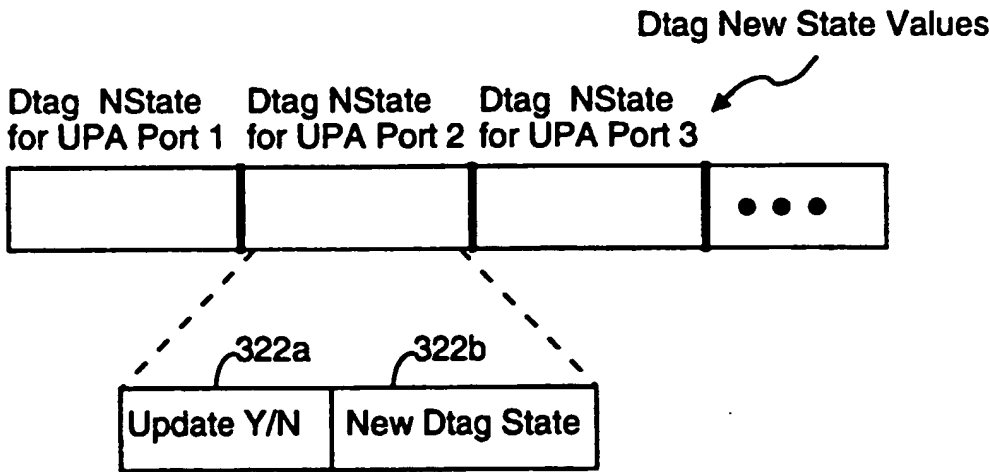 Dtag New State Values
Dtag NState Dtag NState Dtag NState
for UPA Port 1 for UPA Port 2 for UPA Port 3
322a 322b
Update Y/N New Dtag State